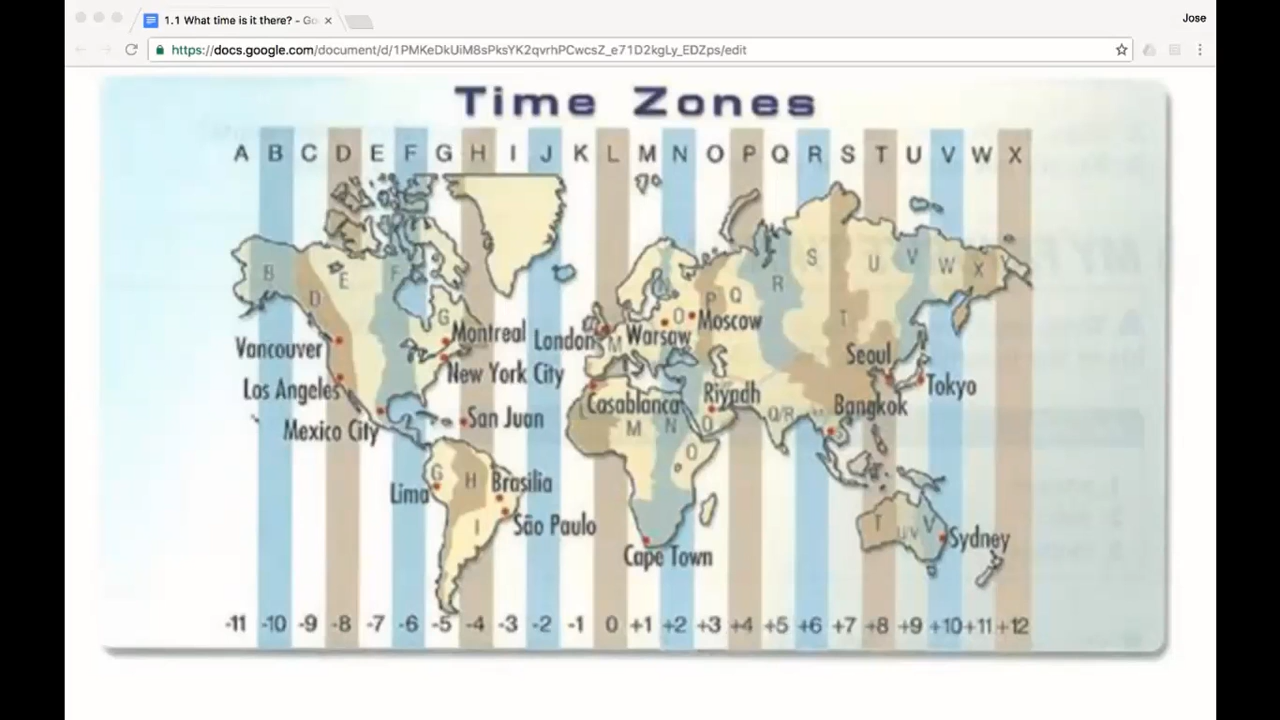 1.1 What time is it there? - Go
Jose
https://docs.google.com/document/d/1PMKeDkUiM8sPksYK2qvrhPCwcsZ_e71D2kgLy_EDZps/edit
Time Zones
A B C D E F G H I J K L M N O P Q R S T U V W X
B D E F G
N O P Q R S T U V W X
Vancouver
Montreal
London
M
Warsaw
Moscow
Seoul
Los Angeles
New York City
Casablanca
Riyadh
Bangkok
Tokyo
Mexico City
San Juan
M N O Q/R
G H
Lima
Brasilia
O
I
São Paulo
Cape Town
T UV V
Sydney
-11 -10 -9 -8 -7 -6 -5 -4 -3 -2 -1 0 +1 +2 +3 +4 +5 +6 +7 +8 +9 +10 +11 +12